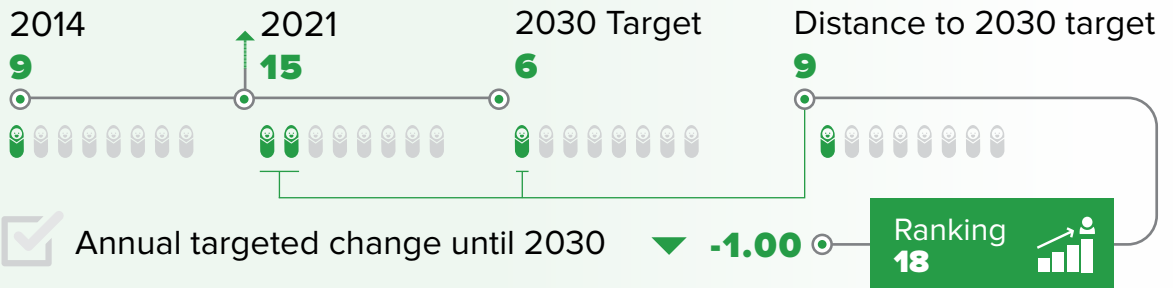 2014
9
2021
15
2030 Target
6
Distance to 2030 target
9
Annual targeted change until 2030
-1.00
Ranking
18